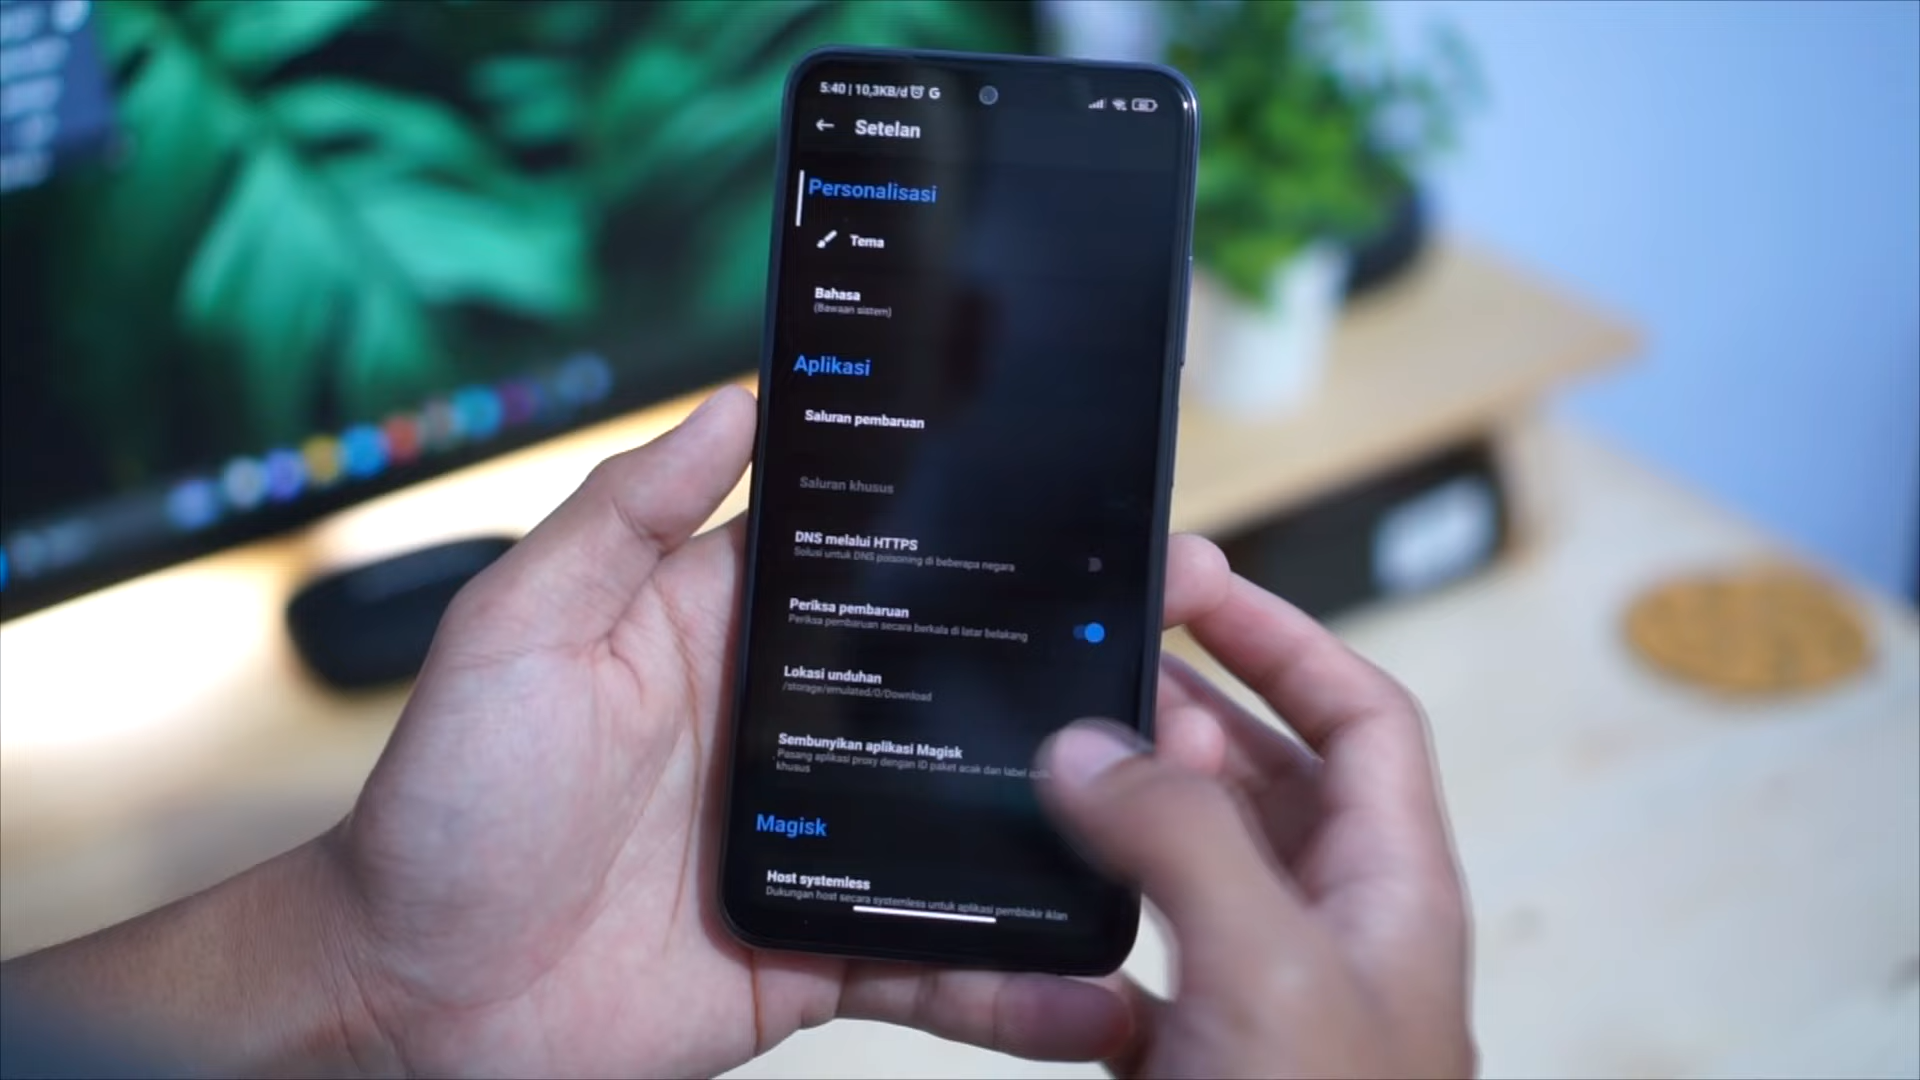 5:40 | 10,3KB/d G
Setelan
Personalisasi
Tema
Bahasa
(Bawaan sistem)
Aplikasi
Saluran pembaruan
Saluran khusus
DNS melalui HTTPS
Solusi untuk DNS poisoning di beberapa negara
Periksa pembaruan
Periksa pembaruan secara berkala di latar belakang
Lokasi unduhan
/storage/emulated/0/Download
Sembunyikan aplikasi Magisk
Pasang aplikasi proxy dengan ID paket acak dan label
khusus
Magisk
Host systemless
Dukungan host secara systemless untuk aplikasi pemblokir iklan